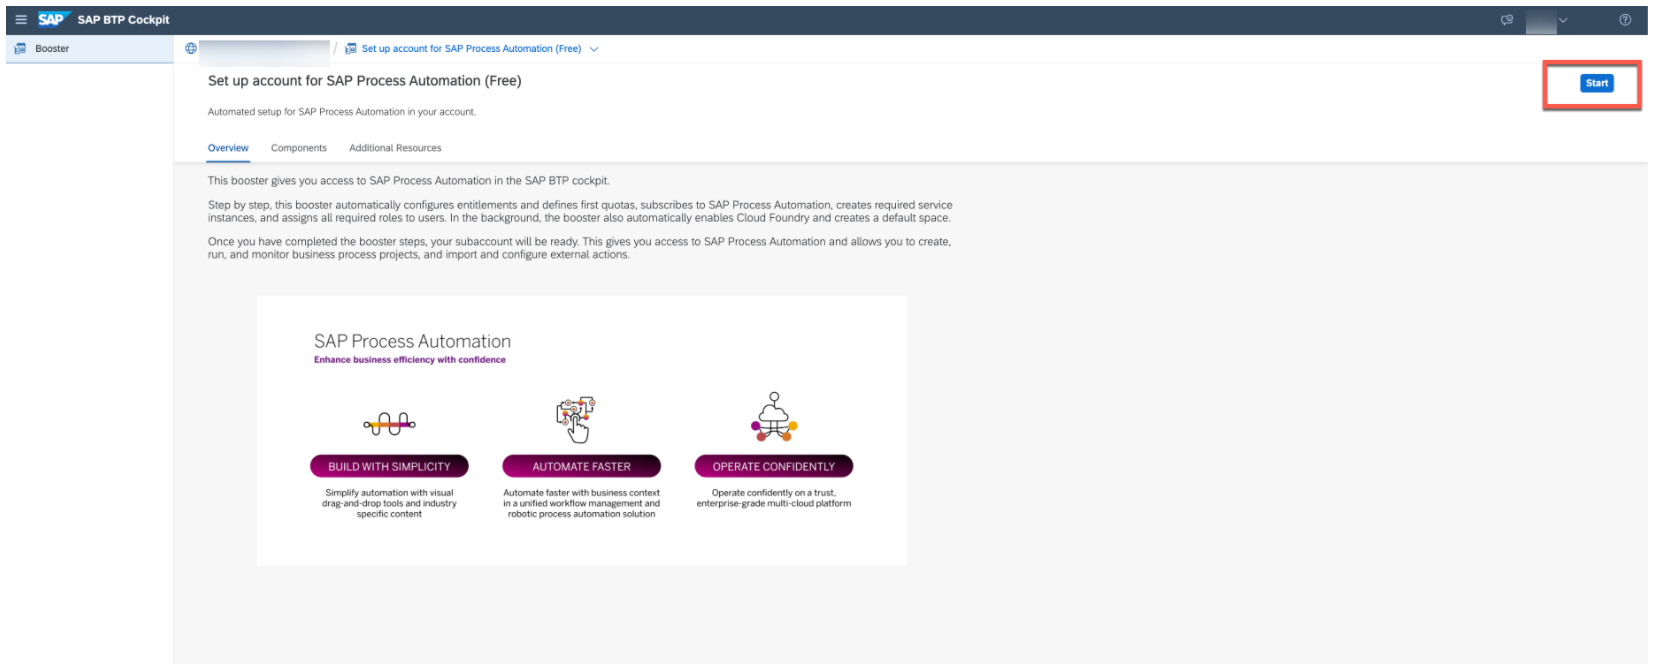 SAP SAP BTP Cockpit
Booster
/ Set up account for SAP Process Automation (Free)
Set up account for SAP Process Automation (Free)
Start
Automated setup for SAP Process Automation in your account.
Overview Components Additional Resources
This booster gives you access to SAP Process Automation in the SAP BTP cockpit.
Step by step, this booster automatically configures entitlements and defines first quotas, subscribes to SAP Process Automation, creates required service
instances, and assigns all required roles to users. In the background, the booster also automatically enables Cloud Foundry and creates a default space.
Once you have completed the booster steps, your subaccount will be ready. This gives you access to SAP Process Automation and allows you to create,
run, and monitor business process projects, and import and configure external actions.
SAP Process Automation
Enhance business efficiency with confidence
BUILD WITH SIMPLICITY
Simplify automation with visual
drag-and-drop tools and industry
specific content
AUTOMATE FASTER
Automate faster with business context
in a unified workflow management and
robotic process automation solution
OPERATE CONFIDENTLY
Operate confidently on a trust,
enterprise-grade multi-cloud platform